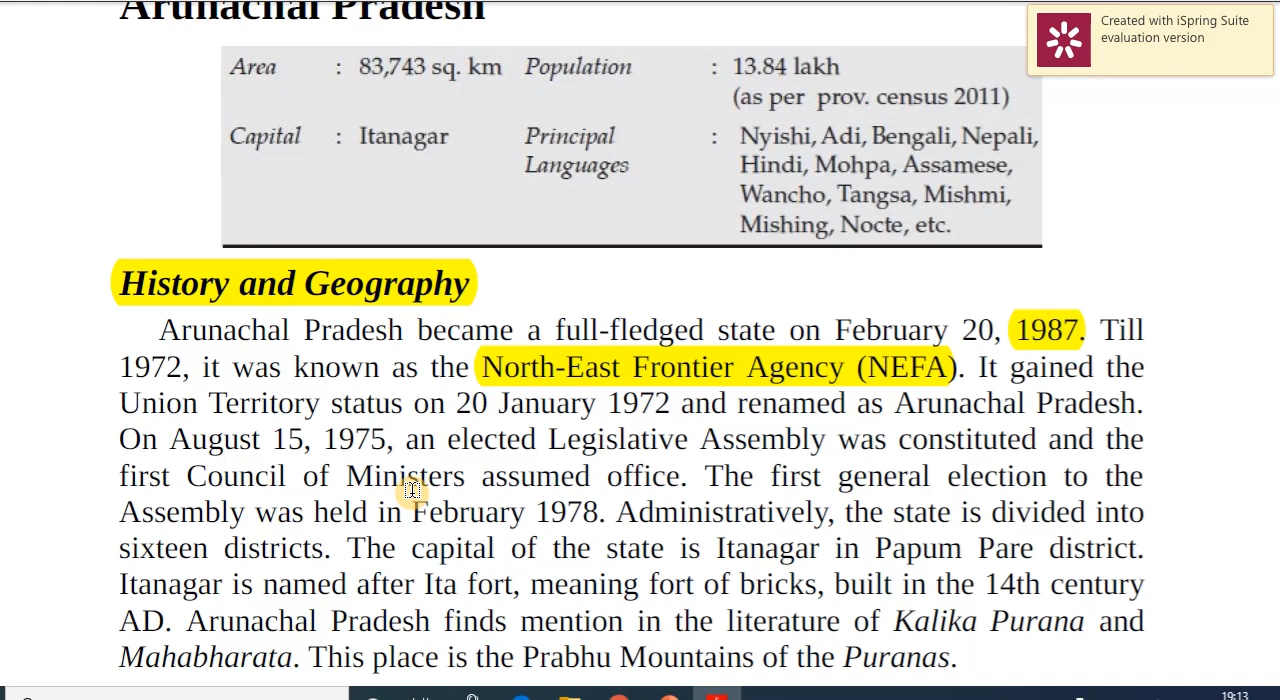 Arunachal Pradesh
Created with iSpring Suite
evaluation version
Area : 83,743 sq. km Population : 13.84 lakh
(as per prov. census 2011)
Capital : Itanagar Principal : Nyishi, Adi, Bengali, Nepali,
Languages Hindi, Mohpa, Assamese,
Wancho, Tangsa, Mishmi,
Mishing, Nocte, etc.
History and Geography
Arunachal Pradesh became a full-fledged state on February 20, 1987. Till
1972, it was known as the North-East Frontier Agency (NEFA). It gained the
Union Territory status on 20 January 1972 and renamed as Arunachal Pradesh.
On August 15, 1975, an elected Legislative Assembly was constituted and the
first Council of Ministers assumed office. The first general election to the
Assembly was held in February 1978. Administratively, the state is divided into
sixteen districts. The capital of the state is Itanagar in Papum Pare district.
Itanagar is named after Ita fort, meaning fort of bricks, built in the 14th century
AD. Arunachal Pradesh finds mention in the literature of Kalika Purana and
Mahabharata. This place is the Prabhu Mountains of the Puranas.
19:13